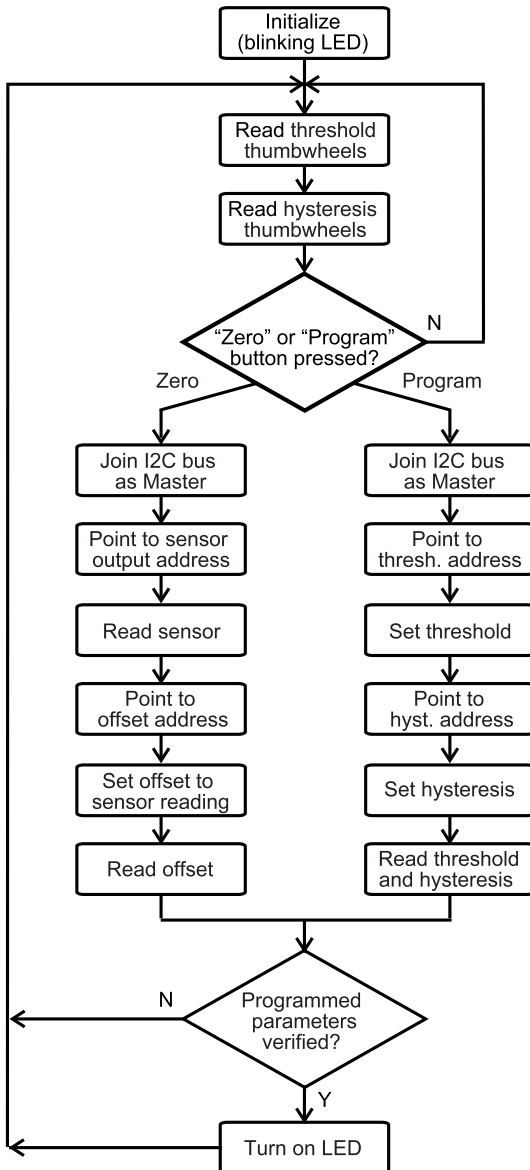 Initialize
(blinking LED)
Read threshold
thumbwheels
Read hysteresis
thumbwheels
“Zero” or “Program”
button pressed?
N
Zero
Program
Join I2C bus
as Master
Point to sensor
output address
Read sensor
Point to
offset address
Set offset to
sensor reading
Read offset
Join I2C bus
as Master
Point to
thresh. address
Set threshold
Point to
hyst. address
Set hysteresis
Read threshold
and hysteresis
Programmed
parameters
verified?
N
Y
Turn on LED